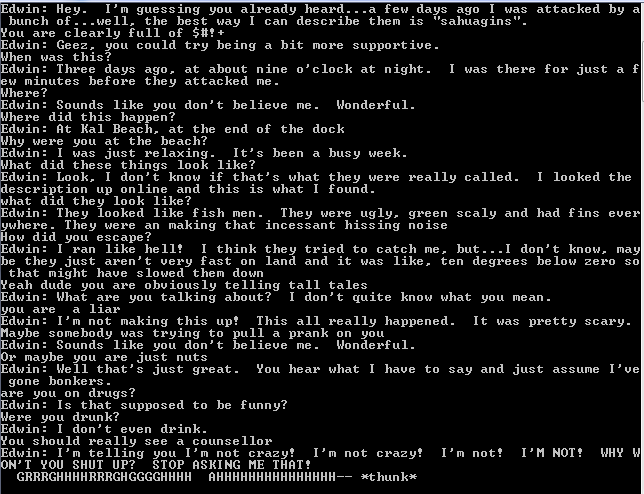 Edwin: Hey.  I'm guessing you already heard...a few days ago I was attacked by a
 bunch of...well, the best way I can describe them is "sahuagins".
You are clearly full of $#!+
Edwin: Geez, you could try being a bit more supportive.
When was this?
Edwin: Three days ago, at about nine o'clock at night.  I was there for just a f
ew minutes before they attacked me.
Where?
Edwin: Sounds like you don't believe me.  Wonderful.
Where did this happen?
Edwin: At Kal Beach, at the end of the dock
Why were you at the beach?
Edwin: I was just relaxing.  It's been a busy week.
What did these things look like?
Edwin: Look, I don't know if that's what they were really called.  I looked the
description up online and this is what I found.
what did they look like?
Edwin: They looked like fish men.  They were ugly, green scaly and had fins ever
ywhere. They were an making that incessant hissing noise
How did you escape?
Edwin: I ran like hell!  I think they tried to catch me, but...I don't know, may
be they just aren't very fast on land and it was like, ten degrees below zero so
 that might have slowed them down
Yeah dude you are obviously telling tall tales
Edwin: What are you talking about?  I don't quite know what you mean.
you are  a liar
Edwin: I'm not making this up!  This all really happened.  It was pretty scary.
Maybe somebody was trying to pull a prank on you
Edwin: Sounds like you don't believe me.  Wonderful.
Or maybe you are just nuts
Edwin: Well that's just great.  You hear what I have to say and just assume I've
 gone bonkers.
are you on drugs?
Edwin: Is that supposed to be funny?
Were you drunk?
Edwin: I don't even drink.
You should really see a counsellor
Edwin: I'm telling you I'm not crazy!  I'm not crazy!  I'm not!  I'M NOT!  WHY W
ON'T YOU SHUT UP?  STOP ASKING ME THAT!
  GRRRGHHHHRRRGHGGGGHHHH  AHHHHHHHHHHHHHHHH-- *thunk*